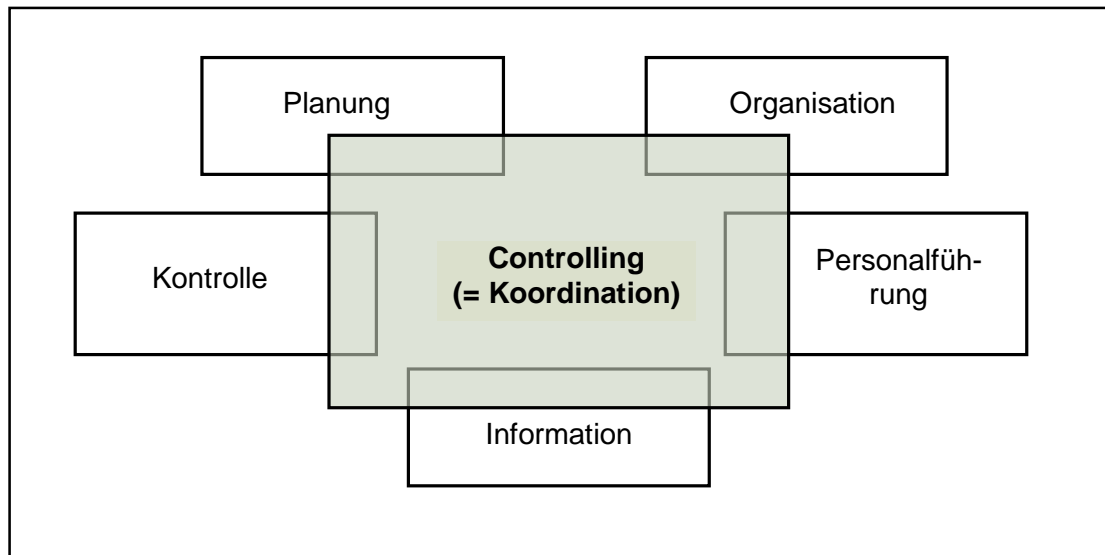 Planung
Organisation
Kontrolle
Controlling
(= Koordination)
Personalfüh-
rung
Information